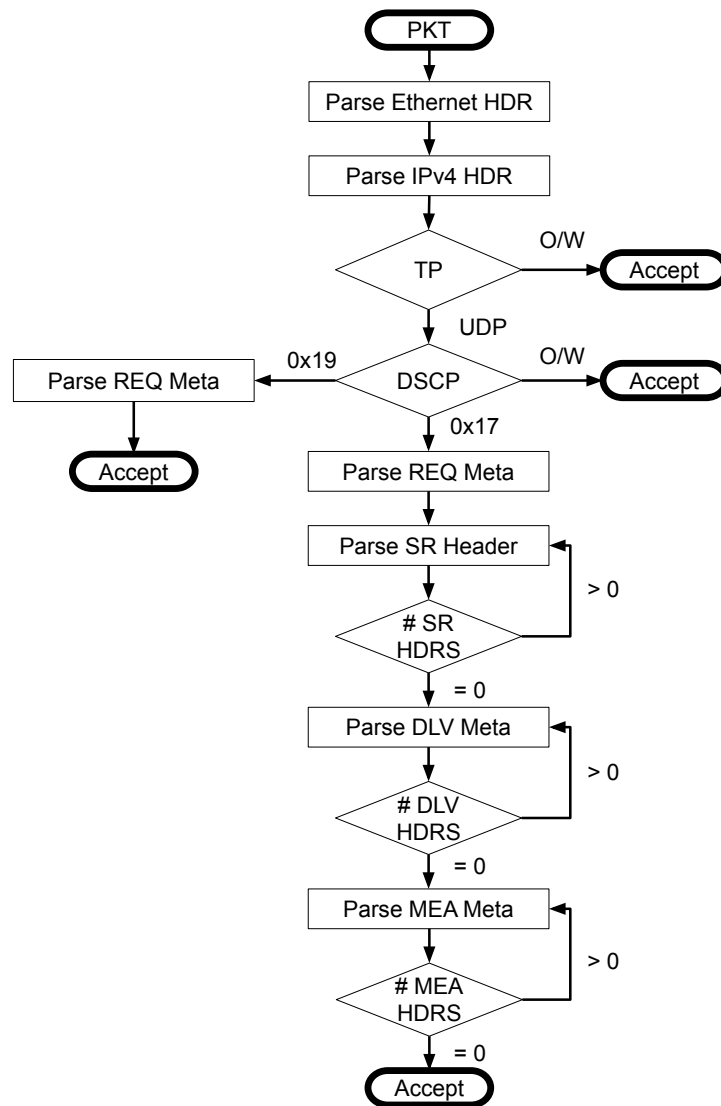 PKT
Parse Ethernet HDR
Parse IPv4 HDR
TP
O/W
Accept
UDP
Parse REQ Meta
0x19
DSCP
O/W
Accept
Accept
0x17
Parse REQ Meta
Parse SR Header
> 0
# SR
HDRS
= 0
Parse DLV Meta
> 0
# DLV
HDRS
= 0
Parse MEA Meta
> 0
# MEA
HDRS
= 0
Accept